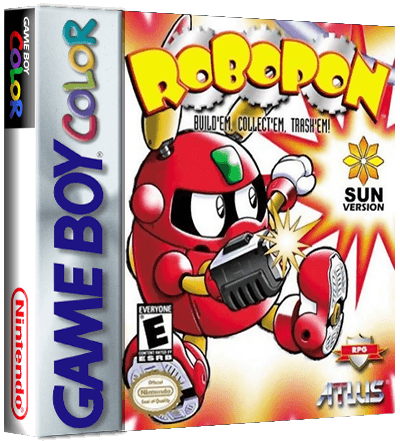 GAME BOY
COLOR
Nintendo
GAME BOY COLOR
ROBOPON
BUILD'EM, COLLECT'EM, TRASH'EM!
SUN
VERSION
EVERYONE
E
CONTENT RATED BY
ESRB
Official
Nintendo
Seal of Quality
RPG
ATLUS